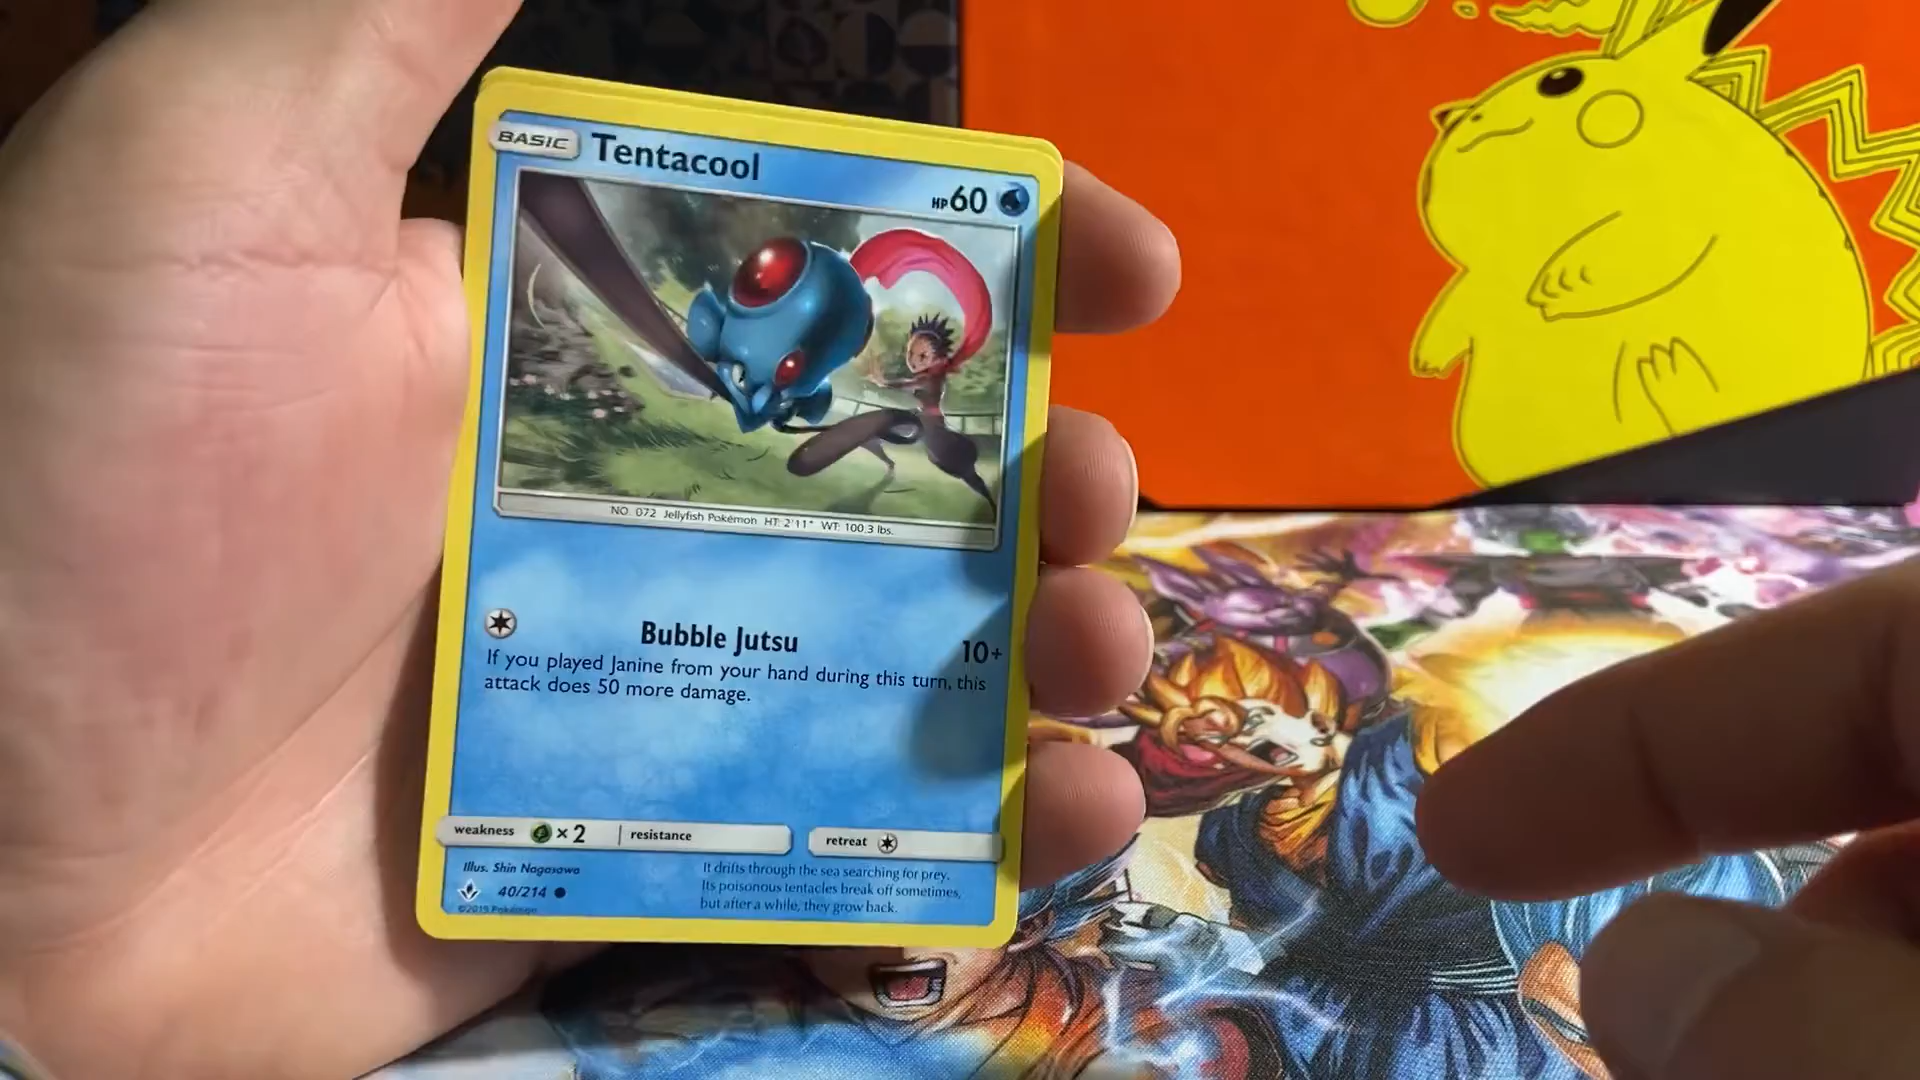 BASIC Tentacool HP60
NO. 072 Jellyfish Pokémon HT: 2'11" WT: 100.3 lbs.
Bubble Jutsu 10+
If you played Janine from your hand during this turn, this
attack does 50 more damage.
weakness ×2 resistance retreat
Illus. Shin Nagasawa
40/214
©2019 Pokémon
It drifts through the sea searching for prey.
Its poisonous tentacles break off sometimes,
but after a while, they grow back.